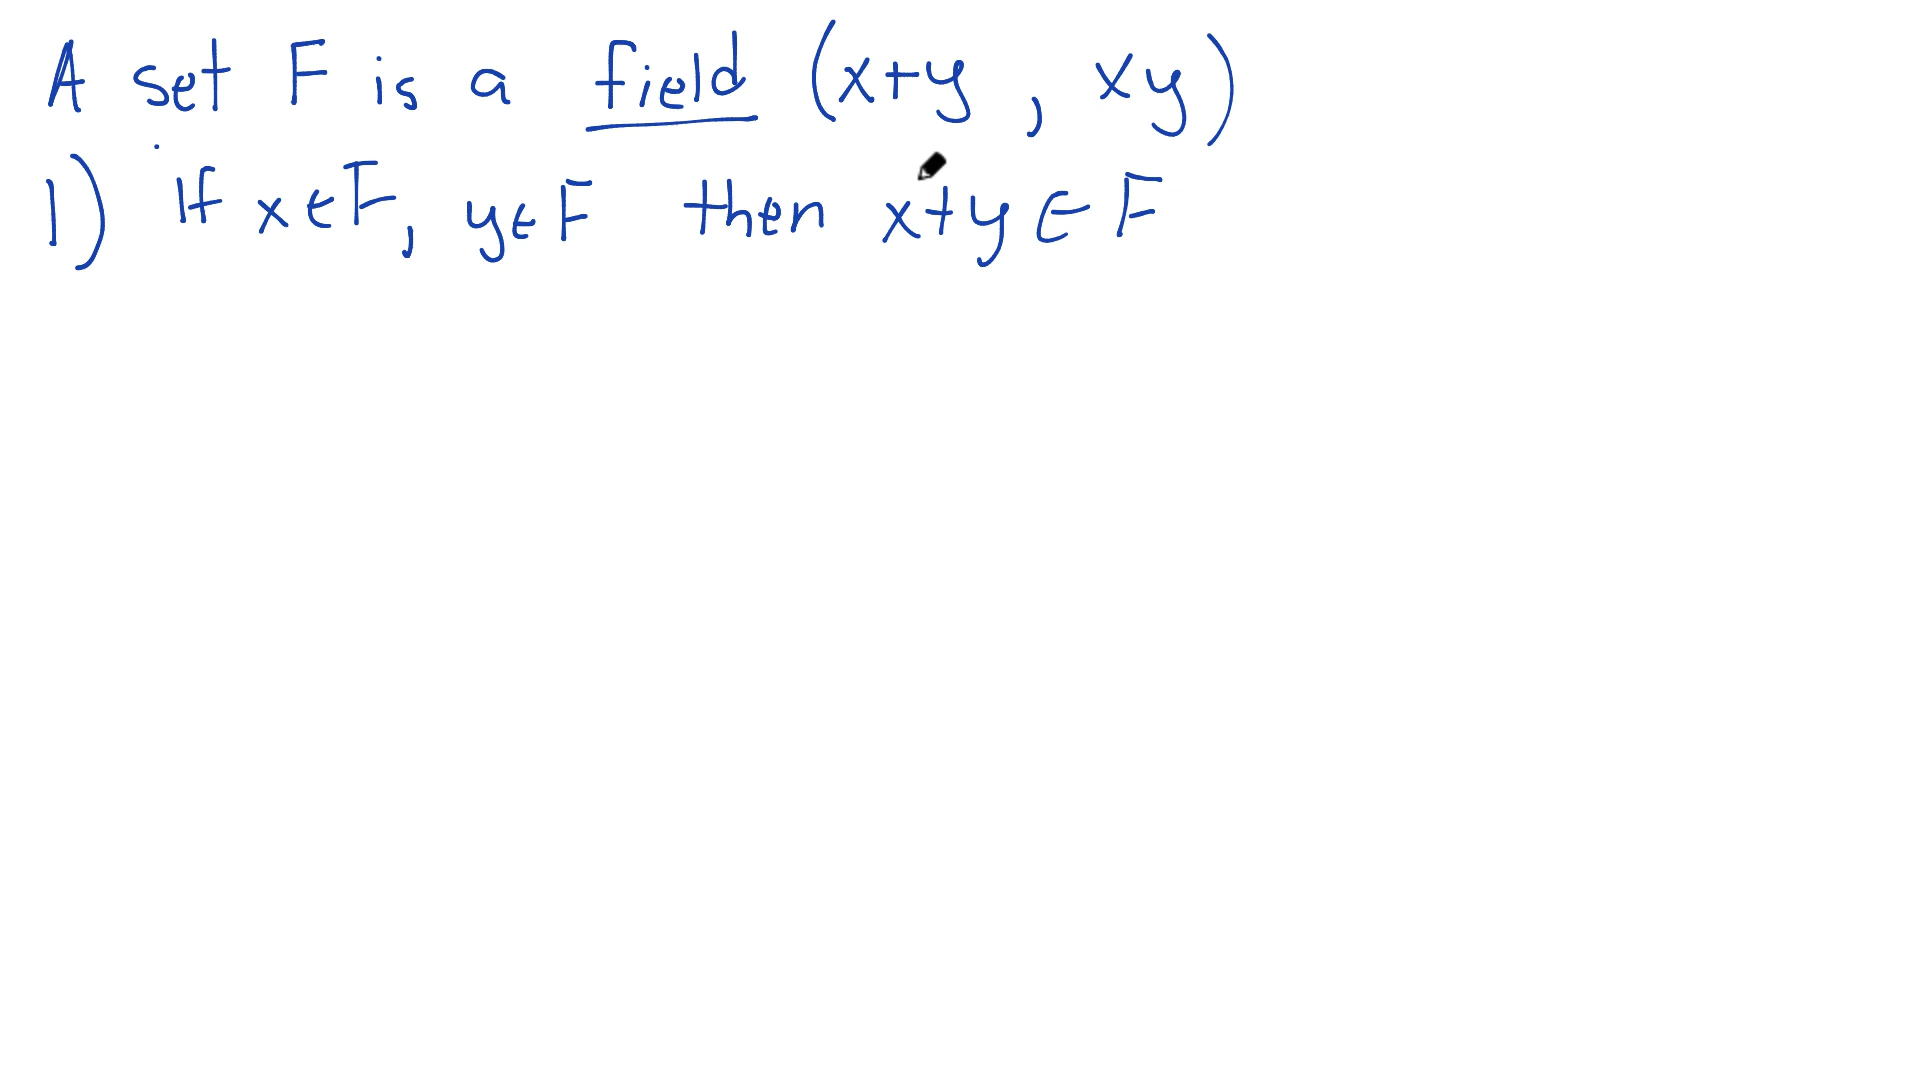 A set F is a field (x+y , xy)
1) If x∈F, y∈F then x+y∈F